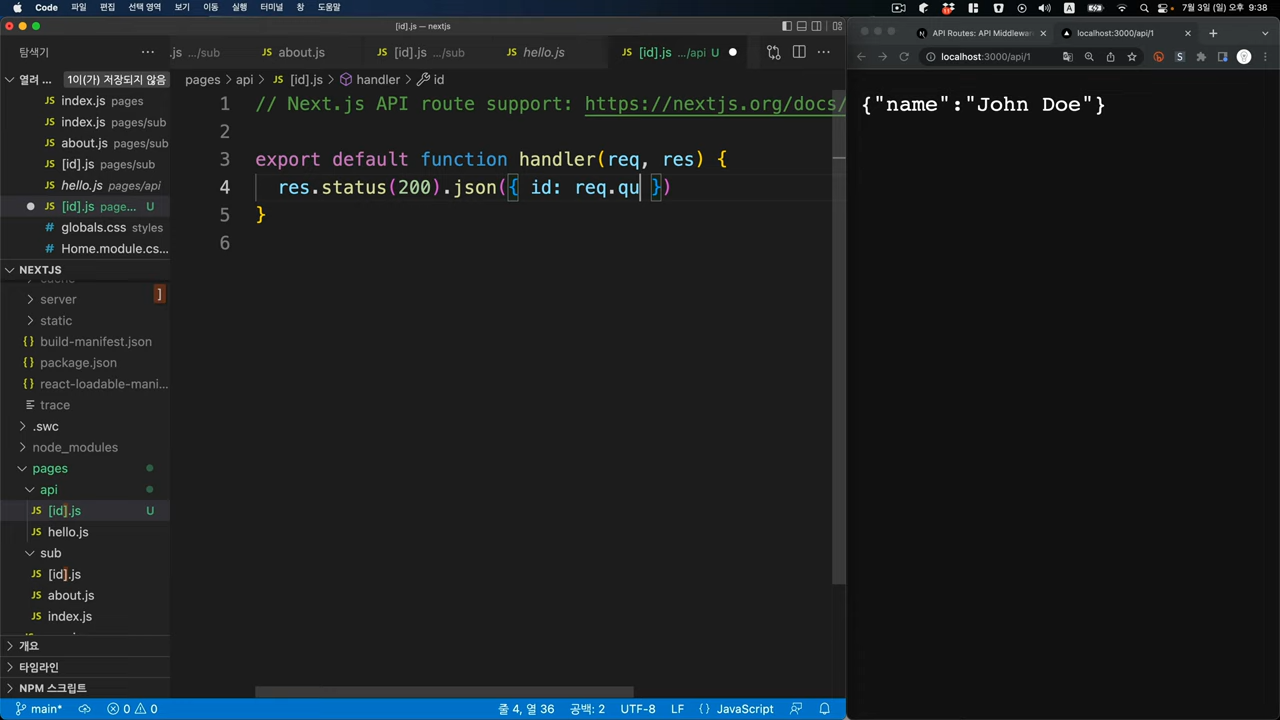 Code 파일 편집 선택 영역 보기 이동 실행 터미널 창 도움말 A 7월 3일 (일) 오 9:38
[id].js — nextjs
탐색기
.js .../sub about.js [id].js .../sub hello.js [id].js .../api U
API Routes: API Middlewar
localhost:3000/api/1
localhost:3000/api/1
열려 ... 1이(가) 저장되지 않음
index.js pages
index.js pages/sub
about.js pages/sub
[id].js pages/sub
hello.js pages/api
[id].js page... U
globals.css styles
Home.module.cs...
NEXTJS
cache
server
static
build-manifest.json
package.json
react-loadable-mani...
trace
.swc
node_modules
pages
api
[id].js U
hello.js
sub
[id].js
about.js
index.js
개요
타임라인
NPM 스크립트
pages > api > [id].js > handler > id
1 // Next.js API route support: https://nextjs.org/docs/
2
3 export default function handler(req, res) {
4 res.status(200).json({ id: req.qu })
5 }
6
{"name":"John Doe"}
main* 0 0 줄 4, 열 36 공백: 2 UTF-8 LF {} JavaScript